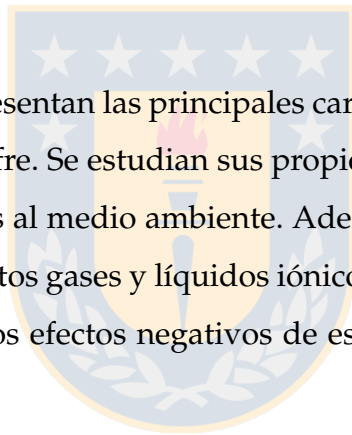 esentan las principales car
fre. Se estudian sus propie
s al medio ambiente. Ade
tos gases y líquidos iónico
os efectos negativos de es